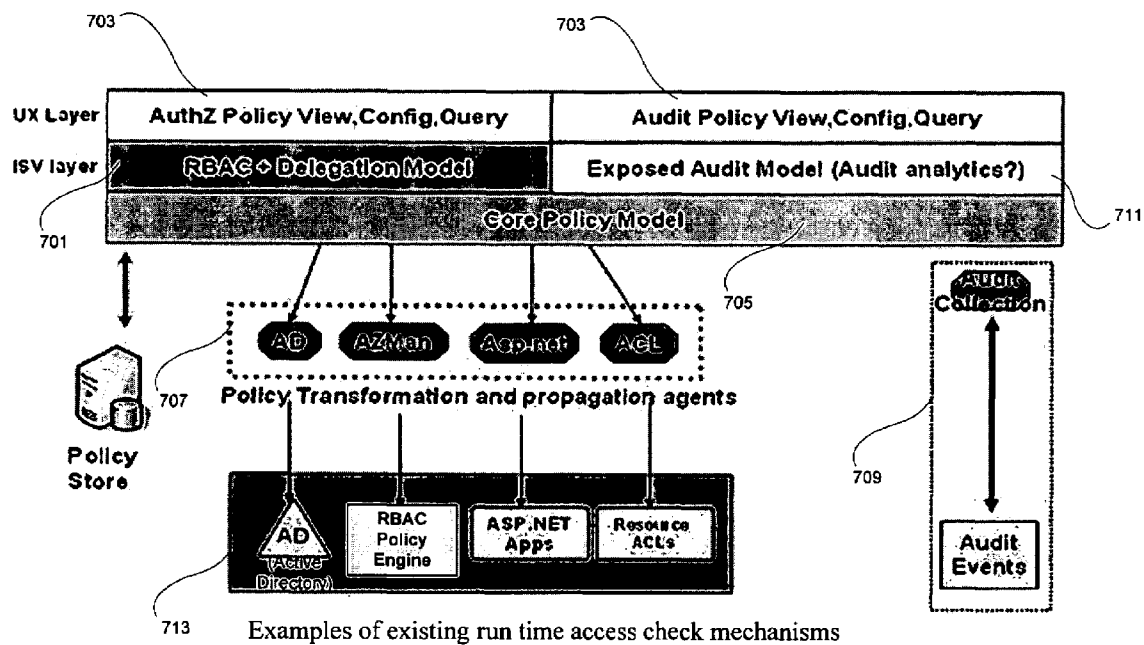 703
703
UX Layer
AuthZ Policy View,Config,Query
Audit Policy View,Config,Query
ISV layer
RBAC + Delegation Model
Exposed Audit Model (Audit analytics?)
Core Policy Model
701
711
705
Audit
Collection
AD
AZMan
Asp.net
ACL
707
Policy Transformation and propagation agents
Policy
Store
709
AD
(Active
Directory)
RBAC
Policy
Engine
ASP.NET
Apps
Resource
ACL's
Audit
Events
713
Examples of existing run time access check mechanisms